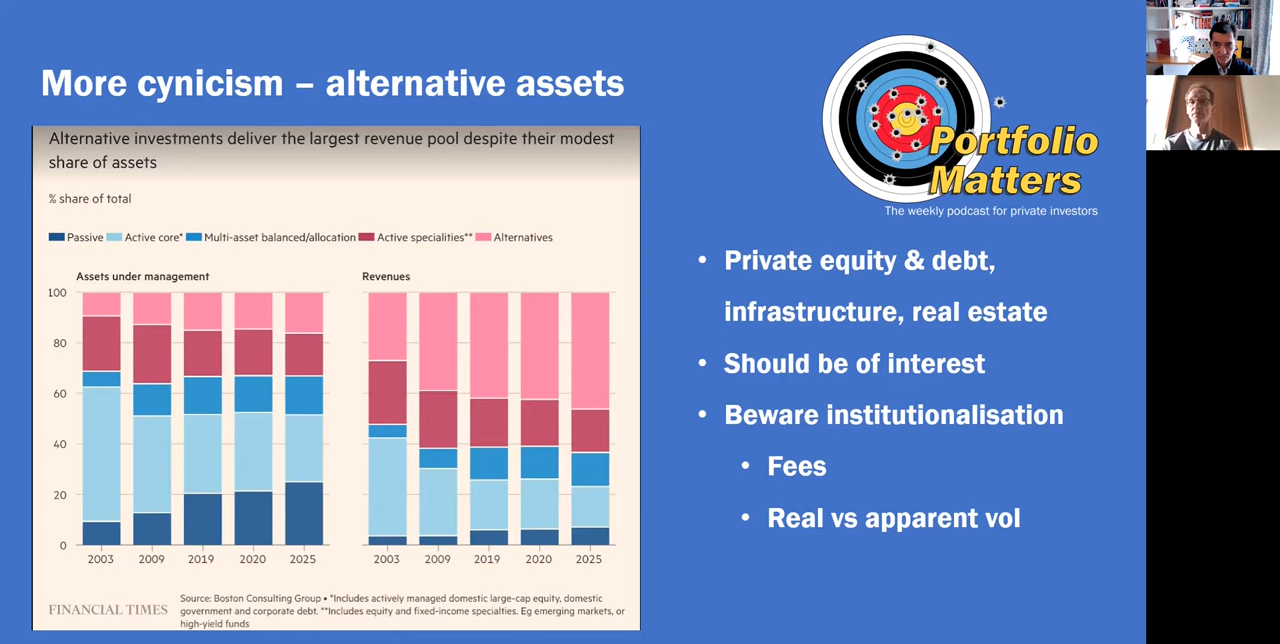 More cynicism – alternative assets
Alternative investments deliver the largest revenue pool despite their modest
share of assets
% share of total
Passive Active core* Multi-asset balanced/allocation Active specialities** Alternatives
Assets under management
100
80
60
40
20
0
2003 2009 2019 2020 2025
Revenues
2003 2009 2019 2020 2025
FINANCIAL TIMES
Source: Boston Consulting Group • *Includes actively managed domestic large-cap equity, domestic
government and corporate debt. **Includes equity and fixed-income specialties. Eg emerging markets, or
high-yield funds
Portfolio
Matters
The weekly podcast for private investors
• Private equity & debt,
infrastructure, real estate
• Should be of interest
• Beware institutionalisation
• Fees
• Real vs apparent vol